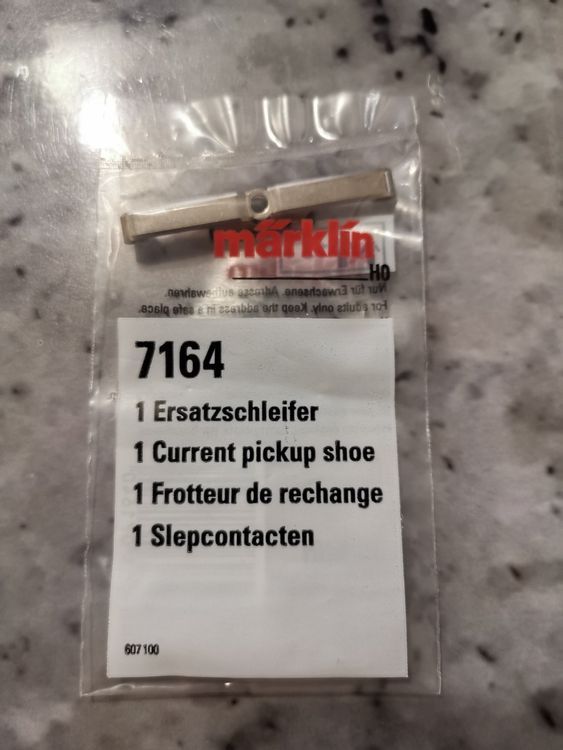 märklin
H0
Nur für Erwachsene. Adresse aufbewahren.
For adults only. Keep the address in a safe place.
7164
1 Ersatzschleifer
1 Current pickup shoe
1 Frotteur de rechange
1 Slepcontacten
607100